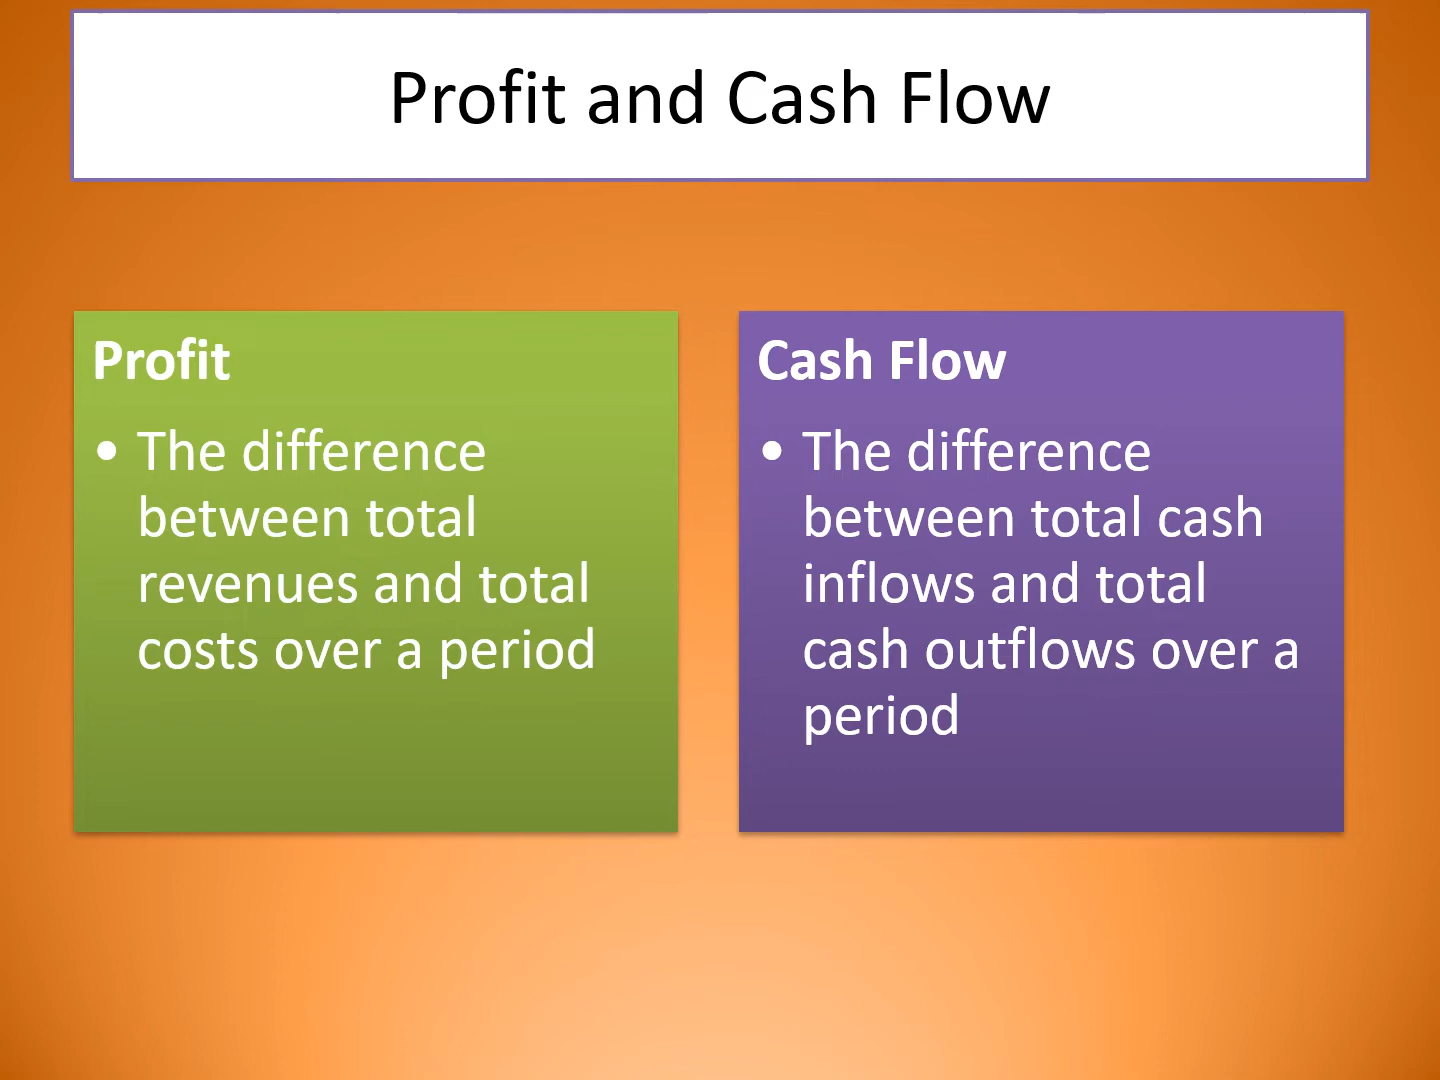 Profit and Cash Flow
Profit
• The difference
between total
revenues and total
costs over a period
Cash Flow
• The difference
between total cash
inflows and total
cash outflows over a
period